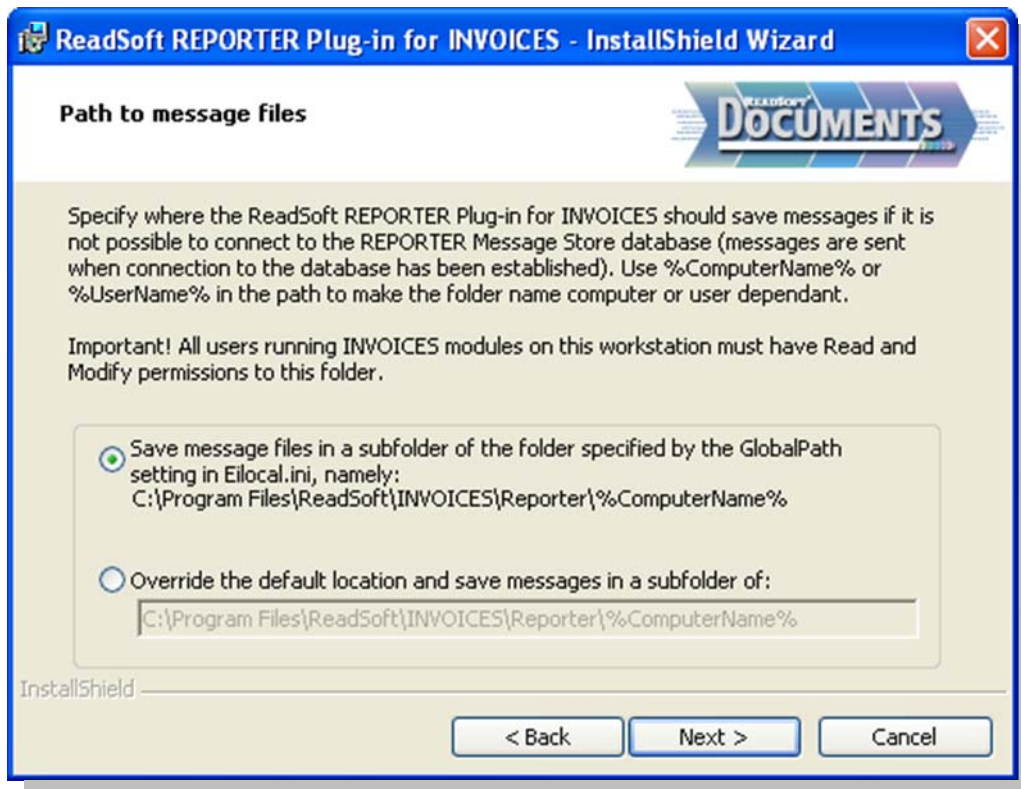 ReadSoft REPORTER Plug-in for INVOICES - InstallShield Wizard
Path to message files
READSOFT
DOCUMENTS
Specify where the ReadSoft REPORTER Plug-in for INVOICES should save messages if it is
not possible to connect to the REPORTER Message Store database (messages are sent
when connection to the database has been established). Use %ComputerName% or
%UserName% in the path to make the folder name computer or user dependant.
Important! All users running INVOICES modules on this workstation must have Read and
Modify permissions to this folder.
Save message files in a subfolder of the folder specified by the GlobalPath
setting in Eilocal.ini, namely:
C:\Program Files\ReadSoft\INVOICES\Reporter\%ComputerName%
Override the default location and save messages in a subfolder of:
C:\Program Files\ReadSoft\INVOICES\Reporter\%ComputerName%
InstallShield
< Back
Next >
Cancel